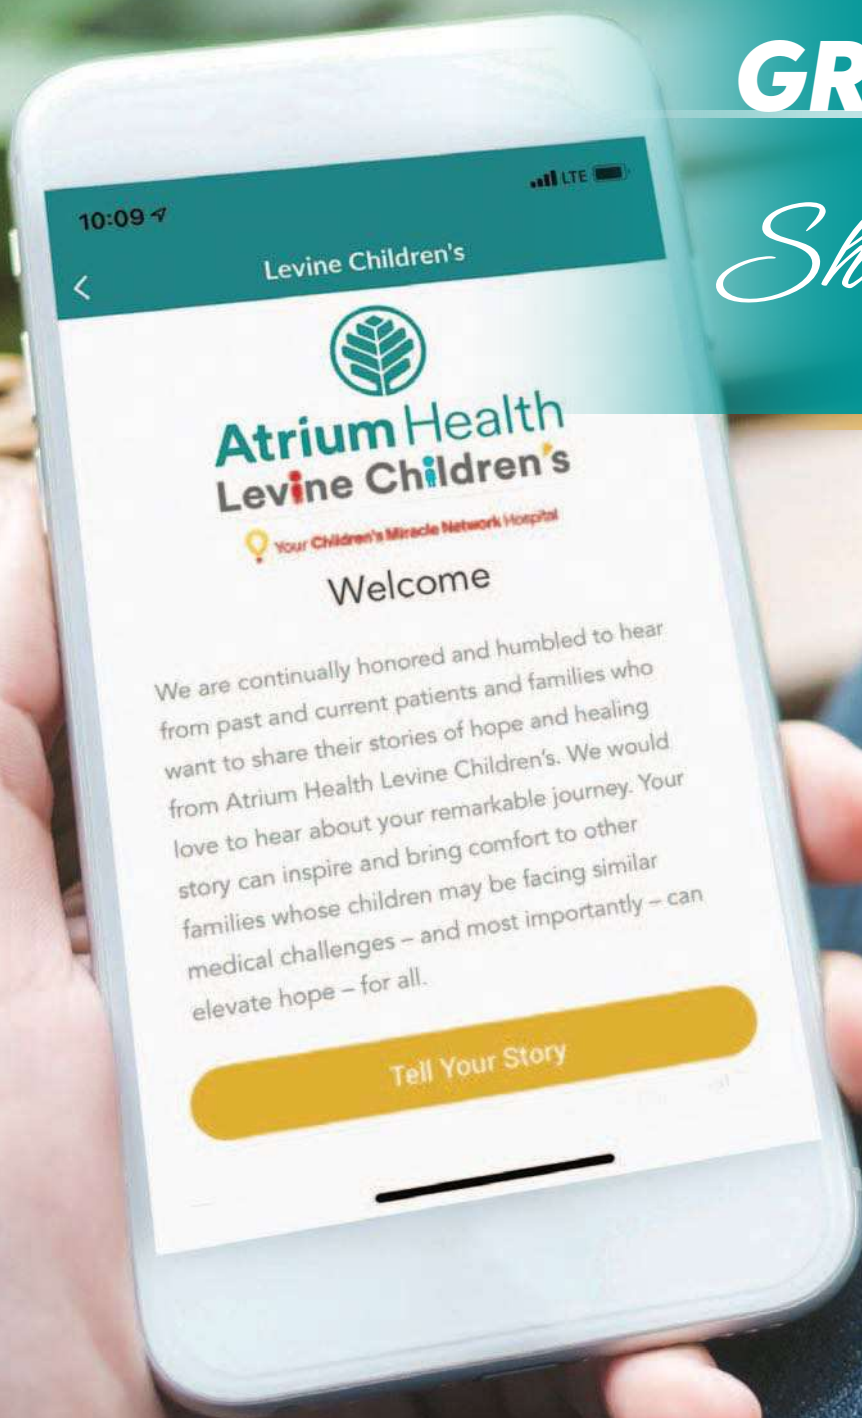 GR
Sh
10:09
LTE
Levine Children's
Atrium Health
Levine Children's
Your Children's Miracle Network Hospital
Welcome
We are continually honored and humbled to hear
from past and current patients and families who
want to share their stories of hope and healing
from Atrium Health Levine Children's. We would
love to hear about your remarkable journey. Your
story can inspire and bring comfort to other
families whose children may be facing similar
medical challenges – and most importantly – can
elevate hope – for all.
Tell Your Story